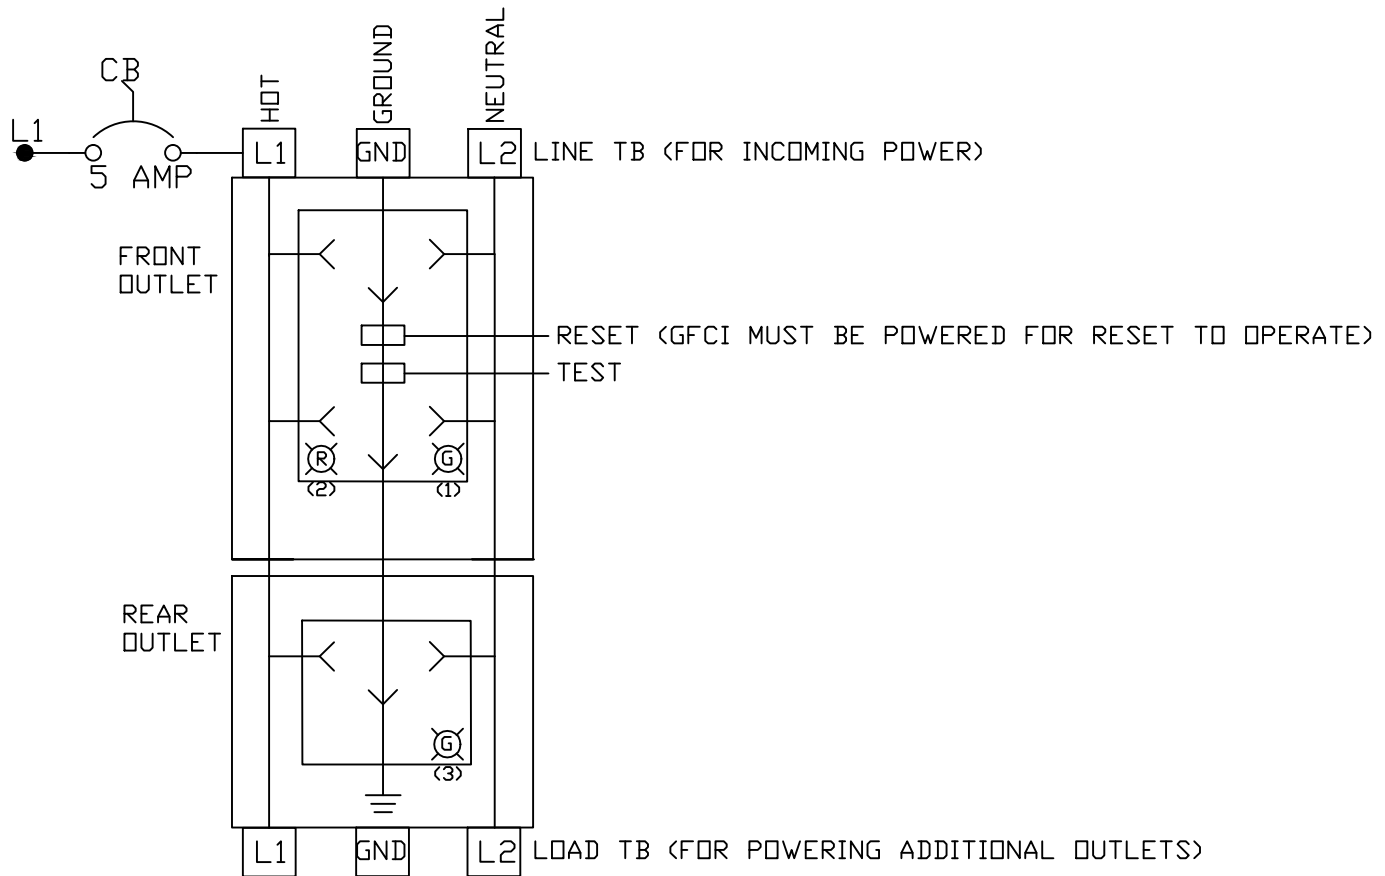 HOT
GROUND
NEUTRAL
CB
L1
5 AMP
L1
GND
L2
LINE TB (FOR INCOMING POWER)
FRONT
OUTLET
RESET (GFCI MUST BE POWERED FOR RESET TO OPERATE)
TEST
R
(2)
G
(1)
REAR
OUTLET
G
(3)
L1
GND
L2
LOAD TB (FOR POWERING ADDITIONAL OUTLETS)